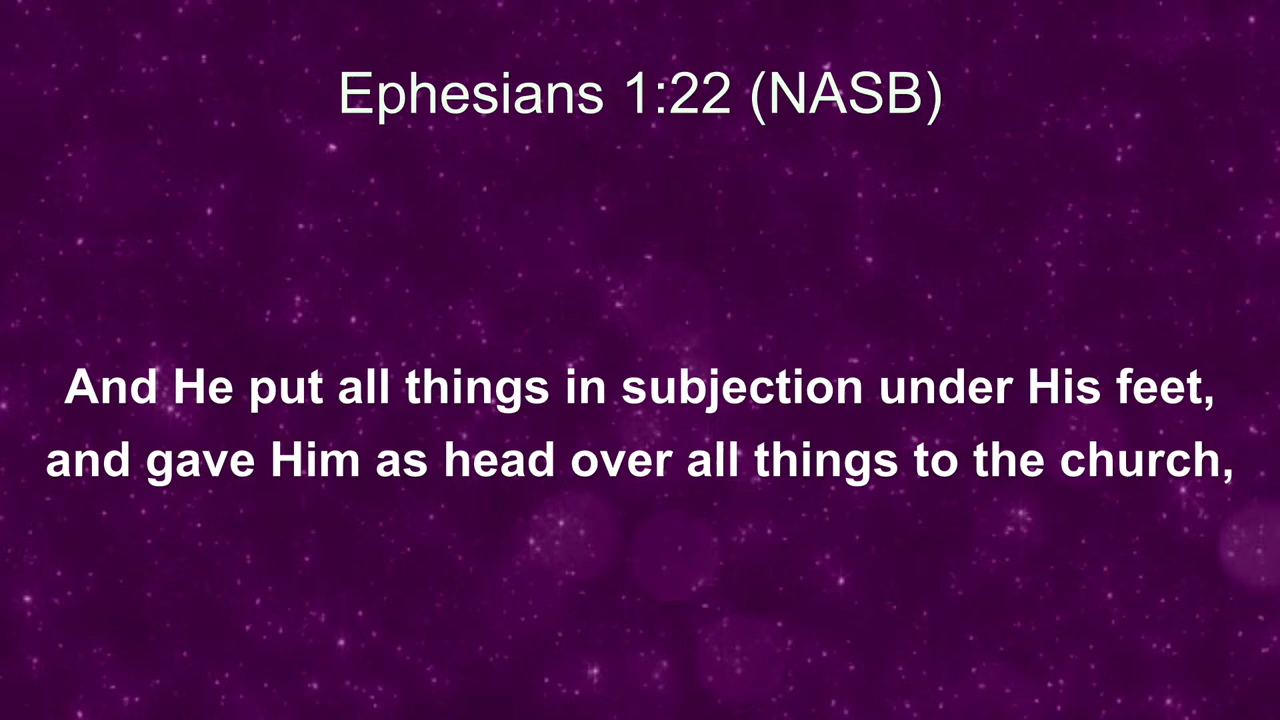 Ephesians 1:22 (NASB)
And He put all things in subjection under His feet,
and gave Him as head over all things to the church,